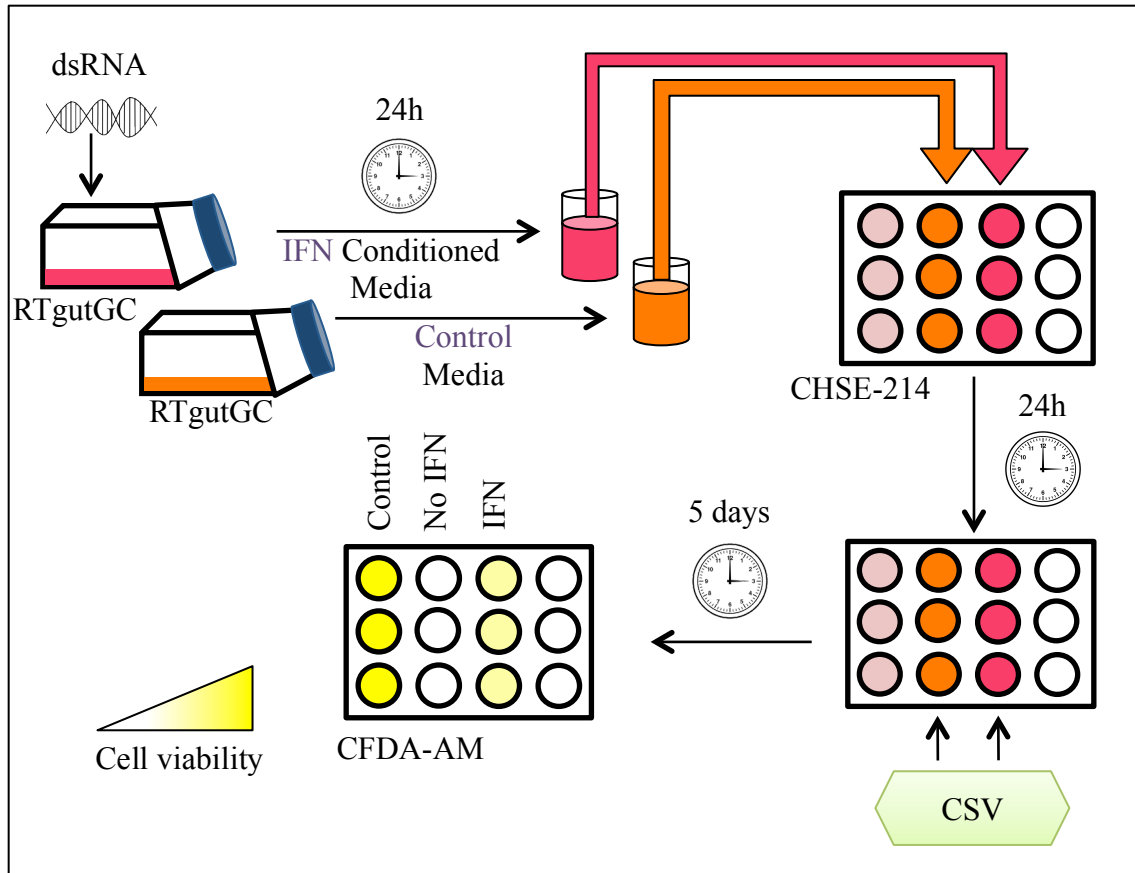 dsRNA
24h
IFN Conditioned
Media
RTgutGC
Control
Media
RTgutGC
CHSE-214
24h
Control
No IFN
IFN
5 days
CFDA-AM
Cell viability
CSV